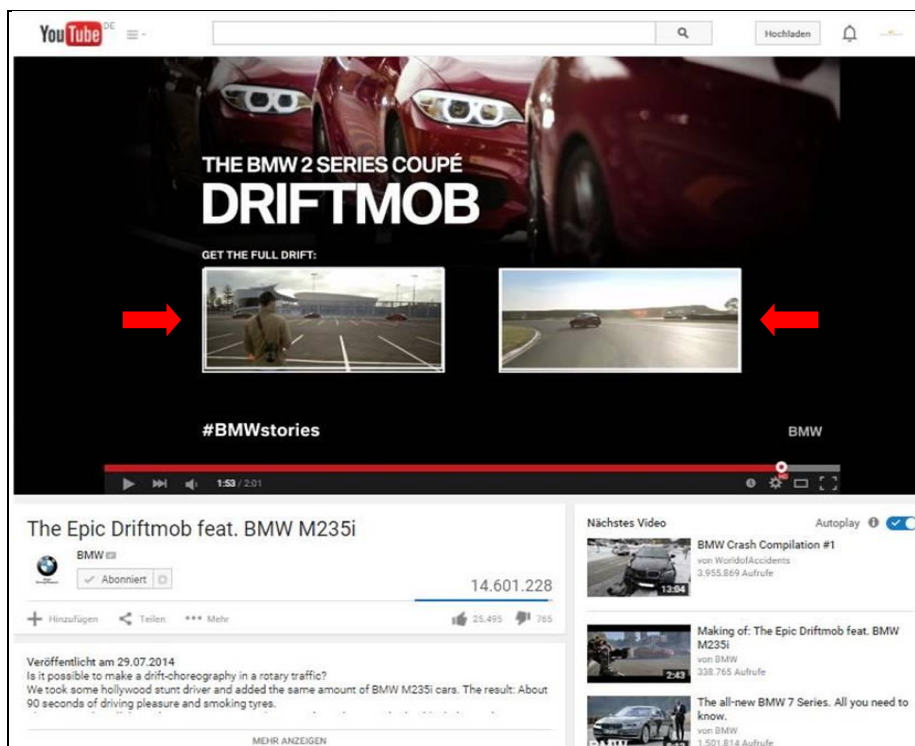 YouTube DE
Hochladen
THE BMW 2 SERIES COUPÉ
DRIFTMOB
GET THE FULL DRIFT:
#BMWstories
BMW
1:53 / 2:01
HD
The Epic Driftmob feat. BMW M235i
BMW
Abonniert
14.601.228
Hinzufügen Teilen Mehr
25.495 765
Veröffentlicht am 29.07.2014
Is it possible to make a drift-choreography in a rotary traffic?
We took some hollywood stunt driver and added the same amount of BMW M235i cars. The result: About
90 seconds of driving pleasure and smoking tyres.
MEHR ANZEIGEN
Nächstes Video Autoplay
BMW Crash Compilation #1
von WorldofAccidents
3.955.869 Aufrufe
13:04
Making of: The Epic Driftmob feat. BMW
M235i
von BMW
338.765 Aufrufe
2:43
The all-new BMW 7 Series. All you need to
know.
von BMW
1.501.814 Aufrufe